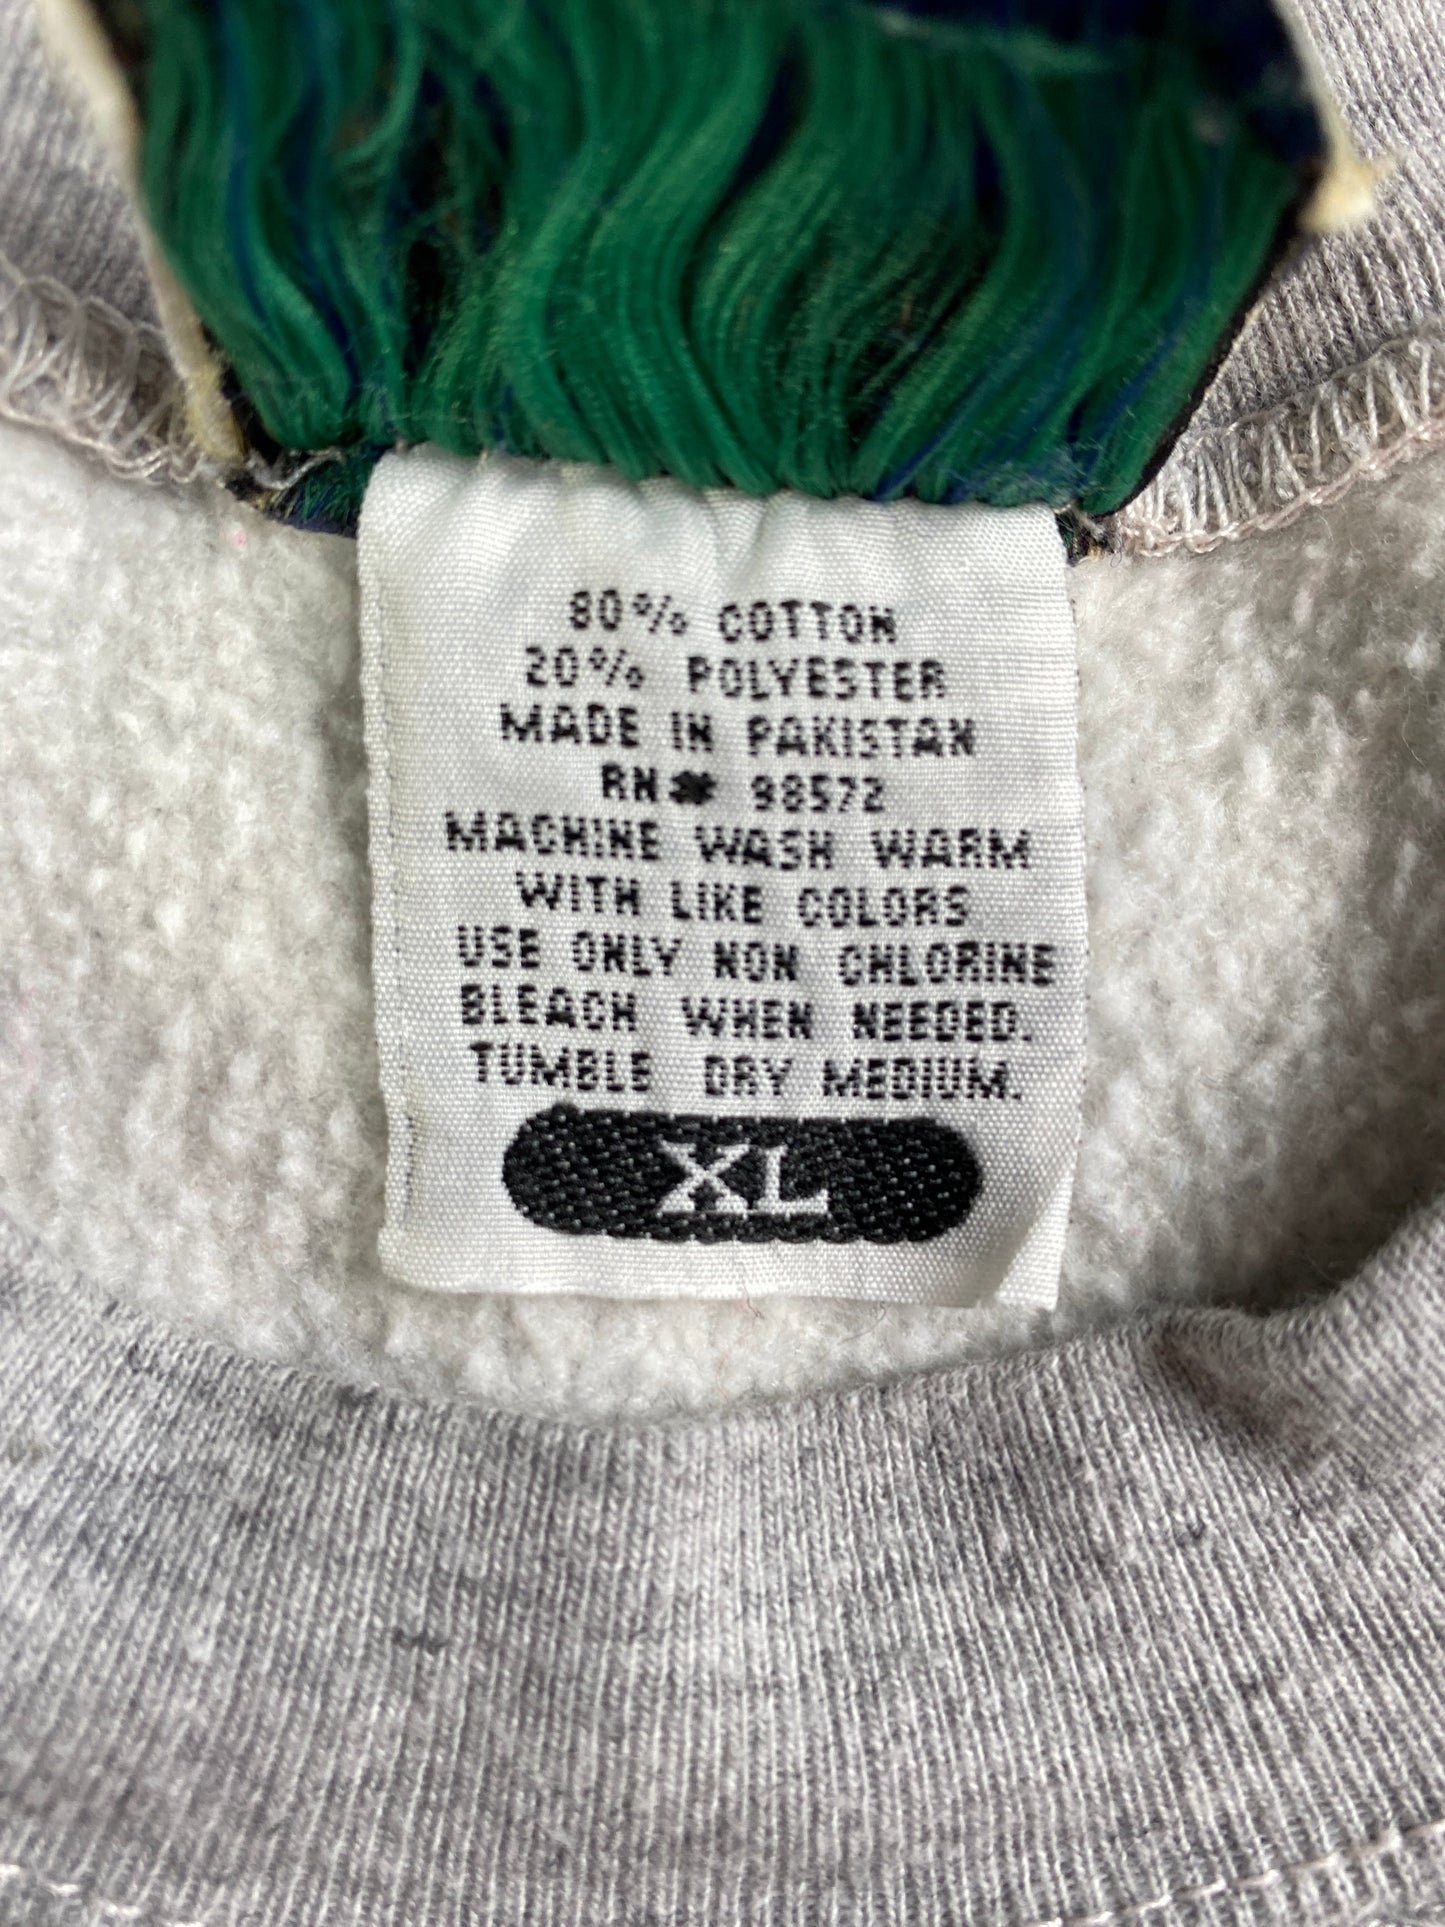 80% COTTON
20% POLYESTER
MADE IN PAKISTAN
RN# 98572
MACHINE WASH WARM
WITH LIKE COLORS
USE ONLY NON CHLORINE
BLEACH WHEN NEEDED.
TUMBLE DRY MEDIUM.
XL